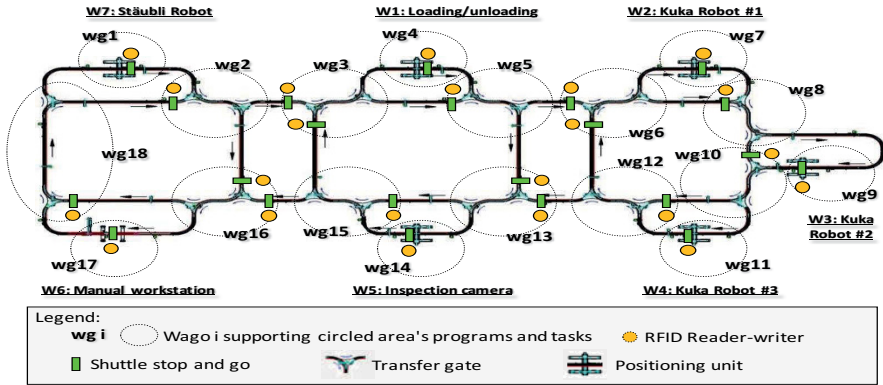 W7: Stäubli Robot
W1: Loading/unloading
W2: Kuka Robot #1
wg1
wg2
wg3
wg4
wg5
wg6
wg7
wg8
wg18
wg10
wg12
wg9
wg16
wg15
wg13
wg17
wg14
wg11
W3: Kuka
Robot #2
W6: Manual workstation
W5: Inspection camera
W4: Kuka Robot #3
Legend:
wg i
Wago i supporting circled area's programs and tasks
RFID Reader-writer
Shuttle stop and go
Transfer gate
Positioning unit